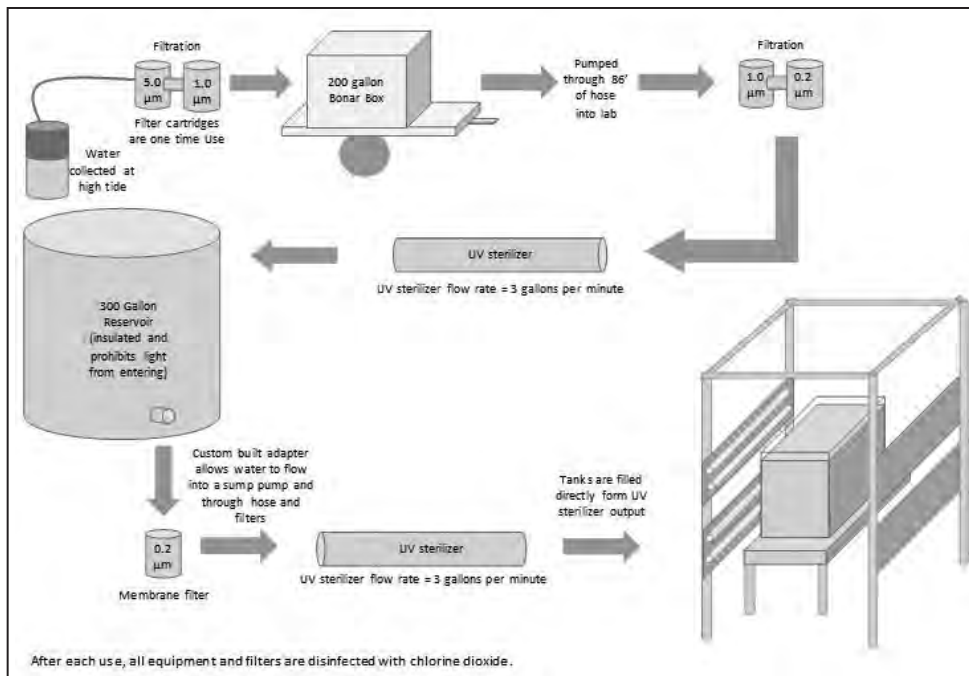 Filtration
5.0
μm
1.0
μm
Filter cartridges
are one time Use
Water
collected at
high tide
200 gallon
Bonar Box
Pumped
through 86'
of hose
into lab
Filtration
1.0
μm
0.2
μm
UV sterilizer
UV sterilizer flow rate = 3 gallons per minute
300 Gallon
Reservoir
(insulated and
prohibits light
from entering)
Custom built adapter
allows water to flow
into a sump pump and
through hose and
filters
0.2
μm
Membrane filter
UV sterilizer
UV sterilizer flow rate = 3 gallons per minute
Tanks are filled
directly form UV
sterilizer output
After each use, all equipment and filters are disinfected with chlorine dioxide.